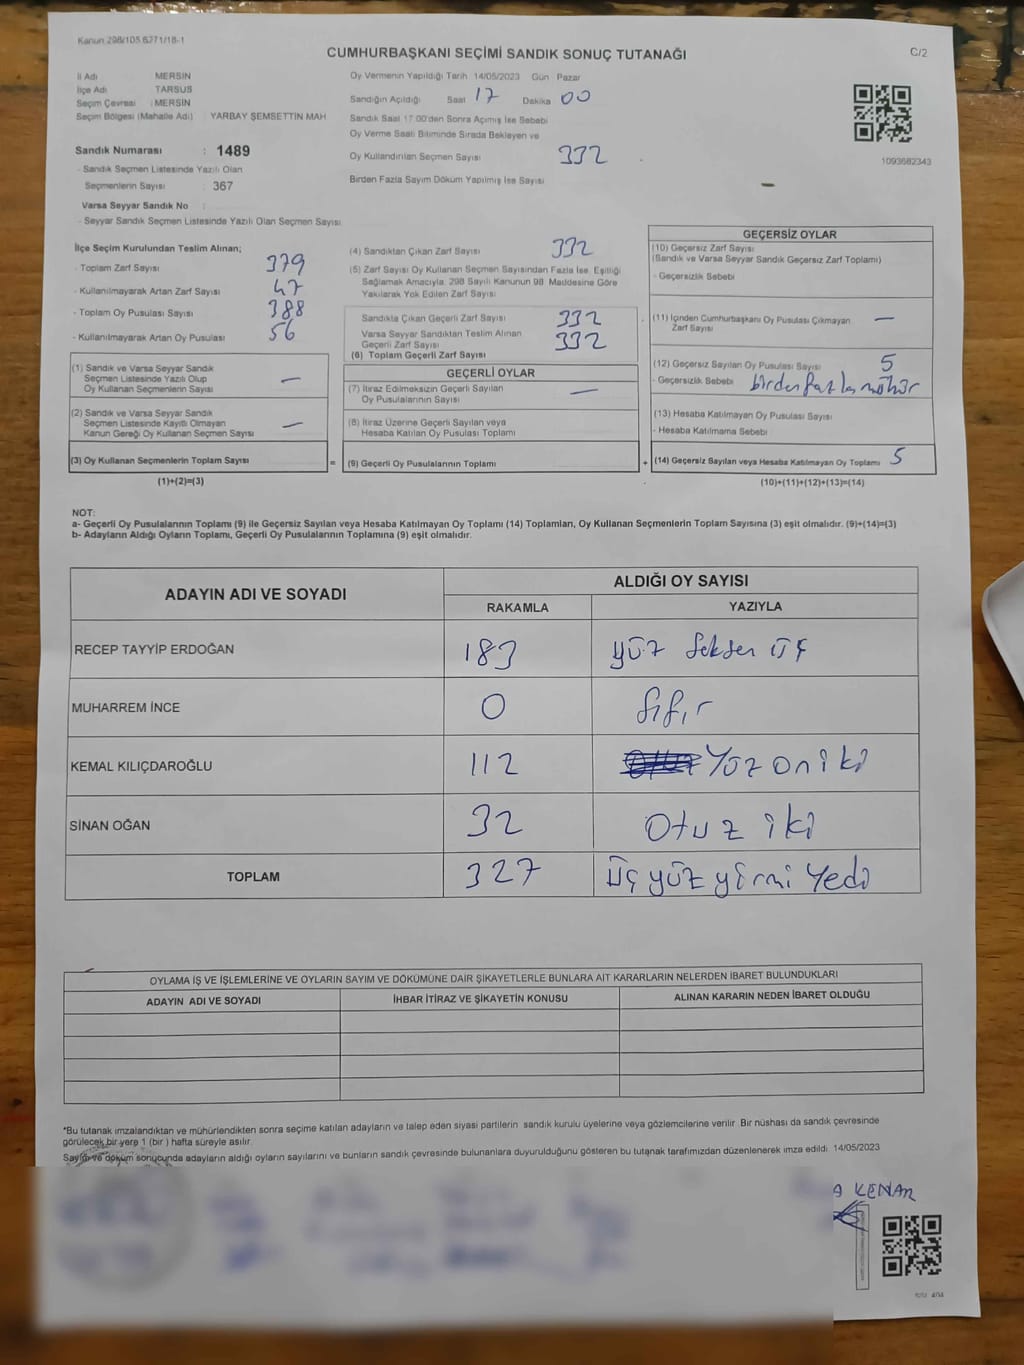 Kanun 298/105 6271/18-1
CUMHURBAŞKANI SEÇİMİ SANDIK SONUÇ TUTANAĞI
C/2
İl Adı MERSİN
İlçe Adı TARSUS
Seçim Çevresi : MERSİN
Seçim Bölgesi (Mahalle Adı) : YARBAY ŞEMSETTİN MAH
Sandık Numarası : 1489
- Sandık Seçmen Listesinde Yazılı Olan
Seçmenlerin Sayısı : 367
Varsa Seyyar Sandık No :
- Seyyar Sandık Seçmen Listesinde Yazılı Olan Seçmen Sayısı
Oy Vermenin Yapıldığı Tarih 14/05/2023 Gün Pazar
Sandığın Açıldığı Saat 17 Dakika 00
Sandık Saat 17:00'den Sonra Açımış İse Sebebi
Oy Verme Saati Bitiminde Sırada Bekleyen ve
Oy Kullandırılan Seçmen Sayısı 332
Birden Fazla Sayım Döküm Yapılmış İse Sayısı
1093682343
İlçe Seçim Kurulundan Teslim Alınan;
- Toplam Zarf Sayısı 379
- Kullanılmayarak Artan Zarf Sayısı 47
- Toplam Oy Pusulası Sayısı 388
- Kullanılmayarak Artan Oy Pusulası 56
(1) Sandık ve Varsa Seyyar Sandık
Seçmen Listesinde Yazılı Olup
Oy Kullanan Seçmenlerin Sayısı —
(2) Sandık ve Varsa Seyyar Sandık
Seçmen Listesinde Kayıtlı Olmayan
Kanun Gereği Oy Kullanan Seçmen Sayısı —
(3) Oy Kullanan Seçmenlerin Toplam Sayısı
(1)+(2)=(3)
=
(4) Sandıktan Çıkan Zarf Sayısı 332
(5) Zarf Sayısı Oy Kullanan Seçmen Sayısından Fazla İse, Eşitliği
Sağlamak Amacıyla, 298 Sayılı Kanunun 98. Maddesine Göre
Yakılarak Yok Edilen Zarf Sayısı
Sandıkta Çıkan Geçerli Zarf Sayısı 332
Varsa Seyyar Sandıktan Teslim Alınan
Geçerli Zarf Sayısı 332
(6) Toplam Geçerli Zarf Sayısı
GEÇERLİ OYLAR
(7) İtiraz Edilmeksizin Geçerli Sayılan
Oy Pusulalarının Sayısı —
(8) İtiraz Üzerine Geçerli Sayılan veya
Hesaba Katılan Oy Pusulası Toplamı
(9) Geçerli Oy Pusulalarının Toplamı
+
GEÇERSİZ OYLAR
(10) Geçersiz Zarf Sayısı
(Sandık ve Varsa Seyyar Sandık Geçersiz Zarf Toplamı)
- Geçersizlik Sebebi
(11) İçinden Cumhurbaşkanı Oy Pusulası Çıkmayan
Zarf Sayısı —
(12) Geçersiz Sayılan Oy Pusulası Sayısı 5
- Geçersizlik Sebebi birden fazla mühür
(13) Hesaba Katılmayan Oy Pusulası Sayısı
- Hesaba Katılmama Sebebi
(14) Geçersiz Sayılan veya Hesaba Katılmayan Oy Toplamı 5
(10)+(11)+(12)+(13)=(14)
NOT:
a- Geçerli Oy Pusulalarının Toplamı (9) ile Geçersiz Sayılan veya Hesaba Katılmayan Oy Toplamı (14) Toplamları, Oy Kullanan Seçmenlerin Toplam Sayısına (3) eşit olmalıdır. (9)+(14)=(3)
b- Adayların Aldığı Oyların Toplamı, Geçerli Oy Pusulalarının Toplamına (9) eşit olmalıdır.
ADAYIN ADI VE SOYADI ALDIĞI OY SAYISI
RAKAMLA YAZIYLA
RECEP TAYYİP ERDOĞAN 183 yüz seksen üç
MUHARREM İNCE 0 sıfır
KEMAL KILIÇDAROĞLU 112 Yüz on iki
SİNAN OĞAN 32 Otuz iki
TOPLAM 327 üç yüz yirmi yedi
OYLAMA İŞ VE İŞLEMLERİNE VE OYLARIN SAYIM VE DÖKÜMÜNE DAİR ŞİKAYETLERLE BUNLARA AİT KARARLARIN NELERDEN İBARET BULUNDUKLARI
ADAYIN ADI VE SOYADI İHBAR İTİRAZ VE ŞİKAYETİN KONUSU ALINAN KARARIN NEDEN İBARET OLDUĞU
*Bu tutanak imzalandıktan ve mühürlendikten sonra seçime katılan adayların ve talep eden siyasi partilerin sandık kurulu üyelerine veya gözlemcilerine verilir. Bir nüshası da sandık çevresinde
görülecek bir yere 1 (bir) hafta süreyle asılır.
Sayım ve döküm sonucunda adayların aldığı oyların sayılarını ve bunların sandık çevresinde bulunanlara duyurulduğunu gösteren bu tutanak tarafımızdan düzenlenerek imza edildi. 14/05/2023
A KENAR